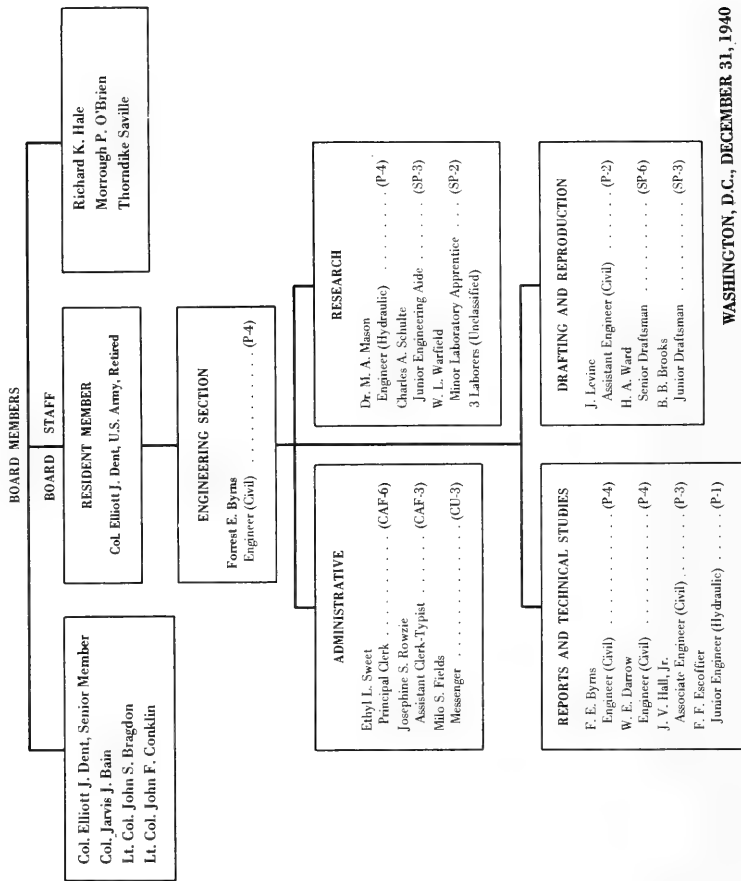 BOARD MEMBERS
Col. Elliott J. Dent, Senior Member
Col. Jarvis J. Bain
Lt. Col. John S. Bragdon
Lt. Col. John F. Conklin
BOARD STAFF
RESIDENT MEMBER
Col. Elliott J. Dent, U.S. Army, Retired
Richard K. Hale
Morrough P. O'Brien
Thorndike Saville
ENGINEERING SECTION
Forrest E. Byrns
Engineer (Civil) . . . . . . . . . . . (P-4)
ADMINISTRATIVE
Ethyl L. Sweet
Principal Clerk . . . . . . . . . (CAF-6)
Josephine S. Rowzie
Assistant Clerk-Typist . . . . . . (CAF-3)
Milo S. Fields
Messenger . . . . . . . . . . . . . (CU-3)
RESEARCH
Dr. M. A. Mason
Engineer (Hydraulic) . . . . . . . . (P-4)
Charles A. Schulte
Junior Engineering Aide . . . . . . (SP-3)
W. L. Warfield
Minor Laboratory Apprentice . . . (SP-2)
3 Laborers (Unclassified)
REPORTS AND TECHNICAL STUDIES
F. E. Byrns
Engineer (Civil) . . . . . . . . . . . (P-4)
W. E. Darrow
Engineer (Civil) . . . . . . . . . . . (P-4)
J. V. Hall, Jr.
Associate Engineer (Civil) . . . . . . (P-3)
F. F. Escoffier
Junior Engineer (Hydraulic) . . . . . (P-1)
DRAFTING AND REPRODUCTION
J. Levine
Assistant Engineer (Civil) . . . . . . (P-2)
H. A. Ward
Senior Draftsman . . . . . . . . . (SP-6)
B. B. Brooks
Junior Draftsman . . . . . . . . . (SP-3)
WASHINGTON, D.C., DECEMBER 31, 1940